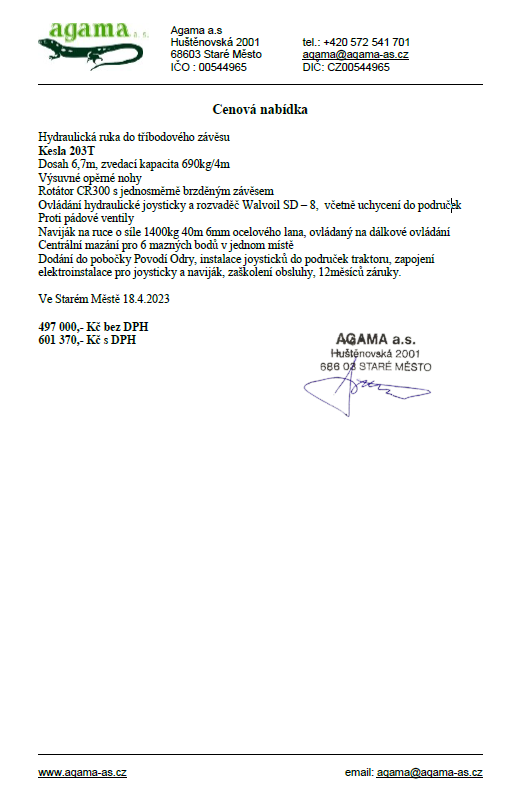 agama a. s.
Agama a.s
Huštěnovská 2001
68603 Staré Město
IČO : 00544965
tel.: +420 572 541 701
agama@agama-as.cz
DIČ: CZ00544965
Cenová nabídka
Hydraulická ruka do tříbodového závěsu
Kesla 203T
Dosah 6,7m, zvedací kapacita 690kg/4m
Výsuvné opěrné nohy
Rotátor CR300 s jednosměrně brzděným závěsem
Ovládání hydraulické joysticky a rozvaděč Walvoil SD – 8, včetně uchycení do područek
Proti pádové ventily
Naviják na ruce o síle 1400kg 40m 6mm ocelového lana, ovládaný na dálkové ovládání
Centrální mazání pro 6 mazných bodů v jednom místě
Dodání do pobočky Povodí Odry, instalace joysticků do područek traktoru, zapojení
elektroinstalace pro joysticky a naviják, zaškolení obsluhy, 12měsíců záruky.
Ve Starém Městě 18.4.2023
497 000,- Kč bez DPH
601 370,- Kč s DPH
AGAMA a.s.
Huštěnovská 2001
686 03 STARÉ MĚSTO
www.agama-as.cz
email: agama@agama-as.cz